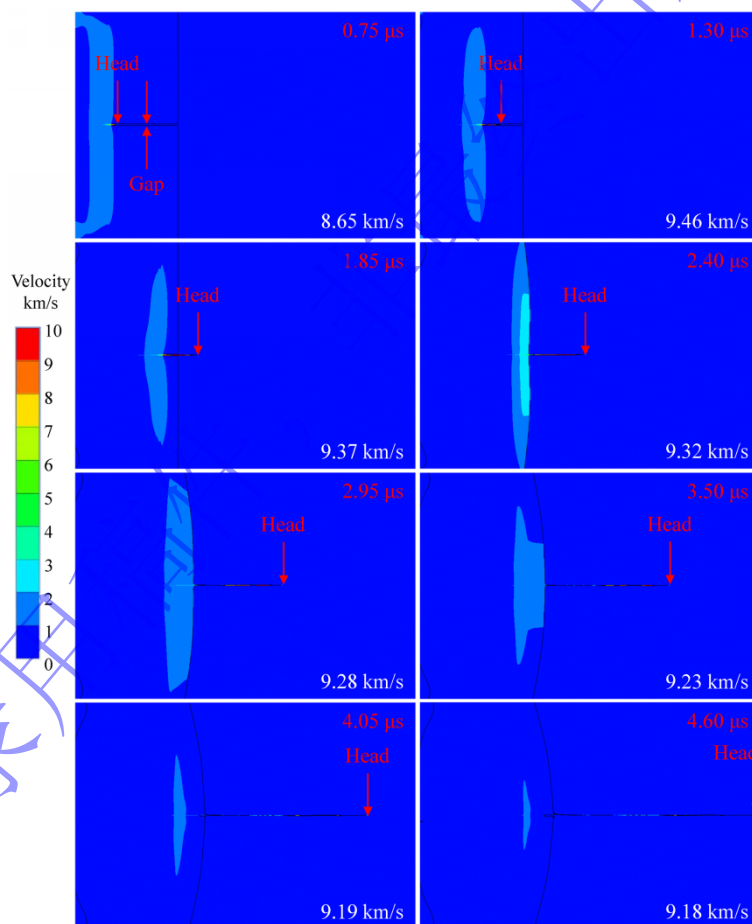 0.75 μs
Head
Gap
8.65 km/s
1.30 μs
Head
9.46 km/s
Velocity
km/s
10
9
8
7
6
5
4
3
2
1
0
1.85 μs
Head
9.37 km/s
2.40 μs
Head
9.32 km/s
2.95 μs
Head
9.28 km/s
3.50 μs
Head
9.23 km/s
4.05 μs
Head
9.19 km/s
4.60 μs
Head
9.18 km/s